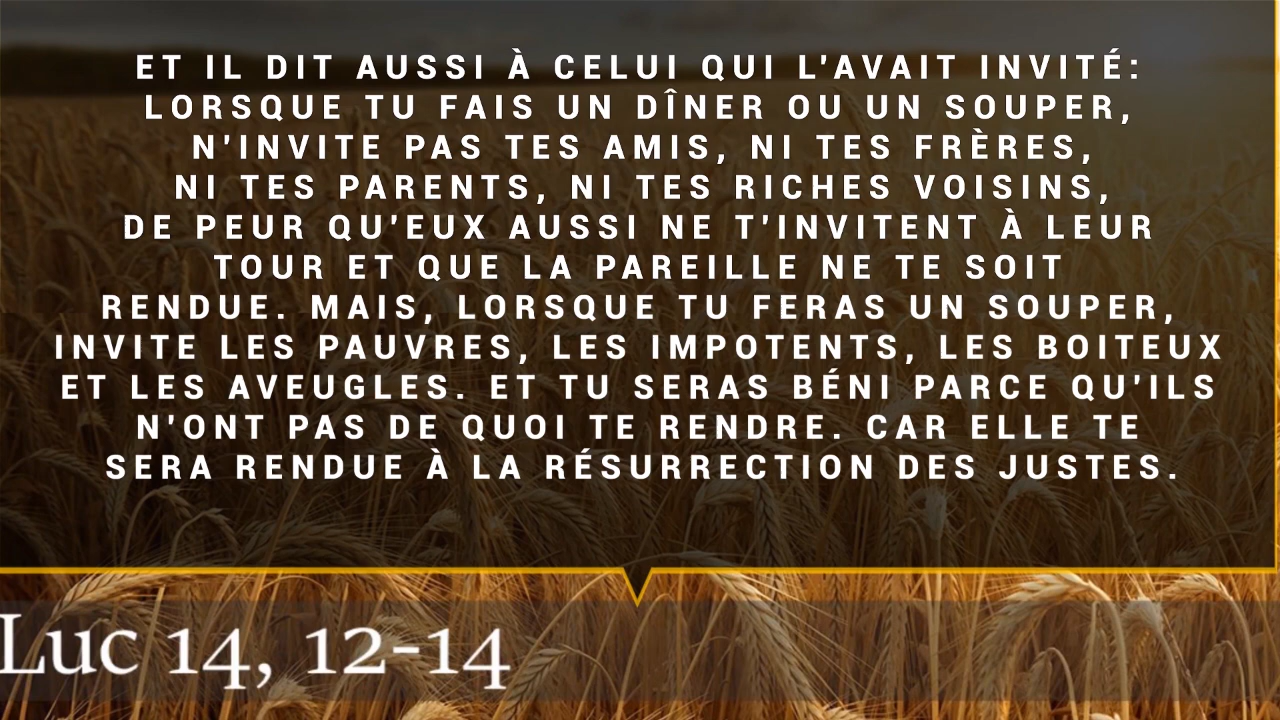 ET IL DIT AUSSI À CELUI QUI L'AVAIT INVITÉ:
LORSQUE TU FAIS UN DÎNER OU UN SOUPER,
N'INVITE PAS TES AMIS, NI TES FRÈRES,
NI TES PARENTS, NI TES RICHES VOISINS,
DE PEUR QU'EUX AUSSI NE T'INVITENT À LEUR
TOUR ET QUE LA PAREILLE NE TE SOIT
RENDUE. MAIS, LORSQUE TU FERAS UN SOUPER,
INVITE LES PAUVRES, LES IMPOTENTS, LES BOITEUX
ET LES AVEUGLES. ET TU SERAS BÉNI PARCE QU'ILS
N'ONT PAS DE QUOI TE RENDRE. CAR ELLE TE
SERA RENDUE À LA RÉSURRECTION DES JUSTES.
Luc 14, 12-14